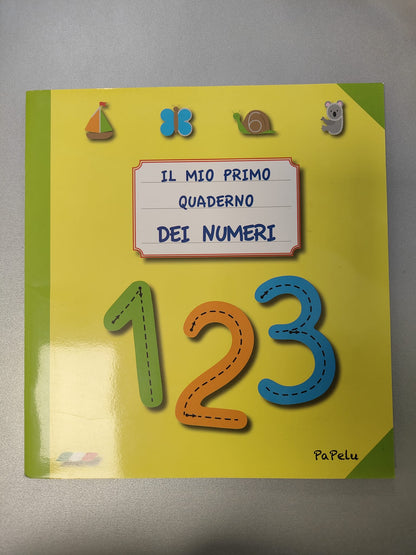 IL MIO PRIMO
QUADERNO
DEI NUMERI
123
PaPelu